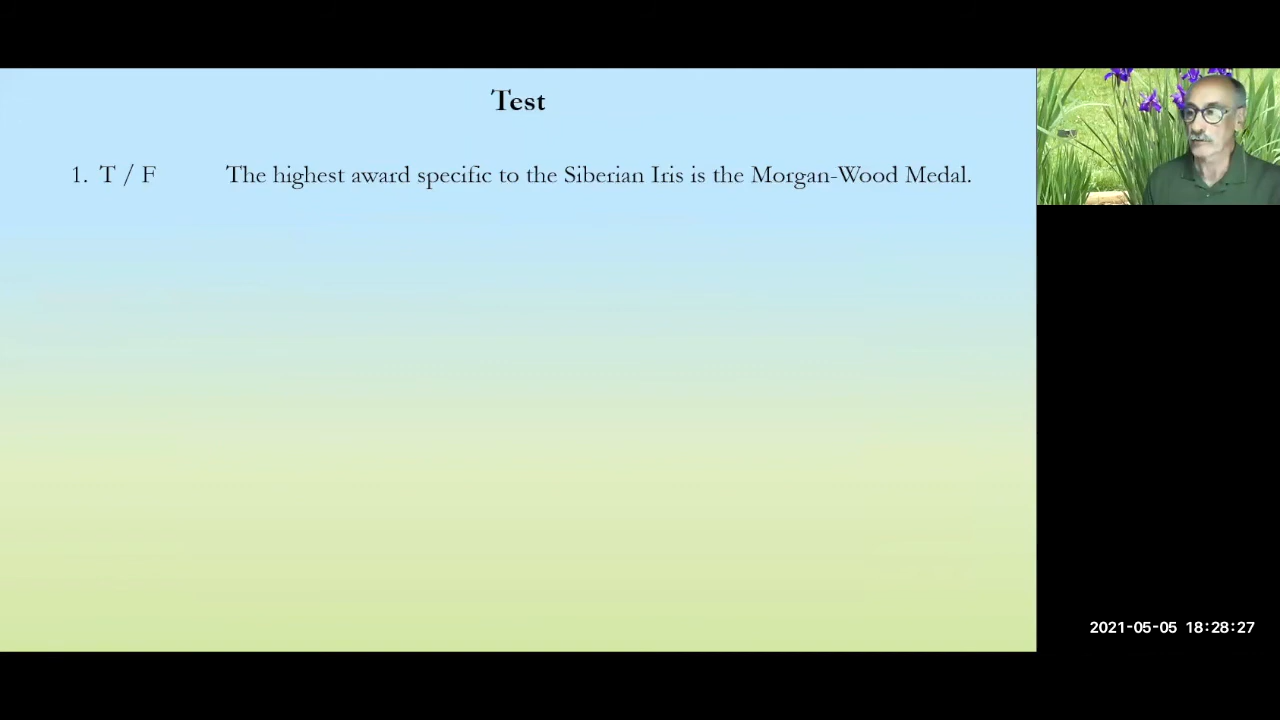 Test
1. T / F The highest award specific to the Siberian Iris is the Morgan-Wood Medal.
2021-05-05 18:28:27